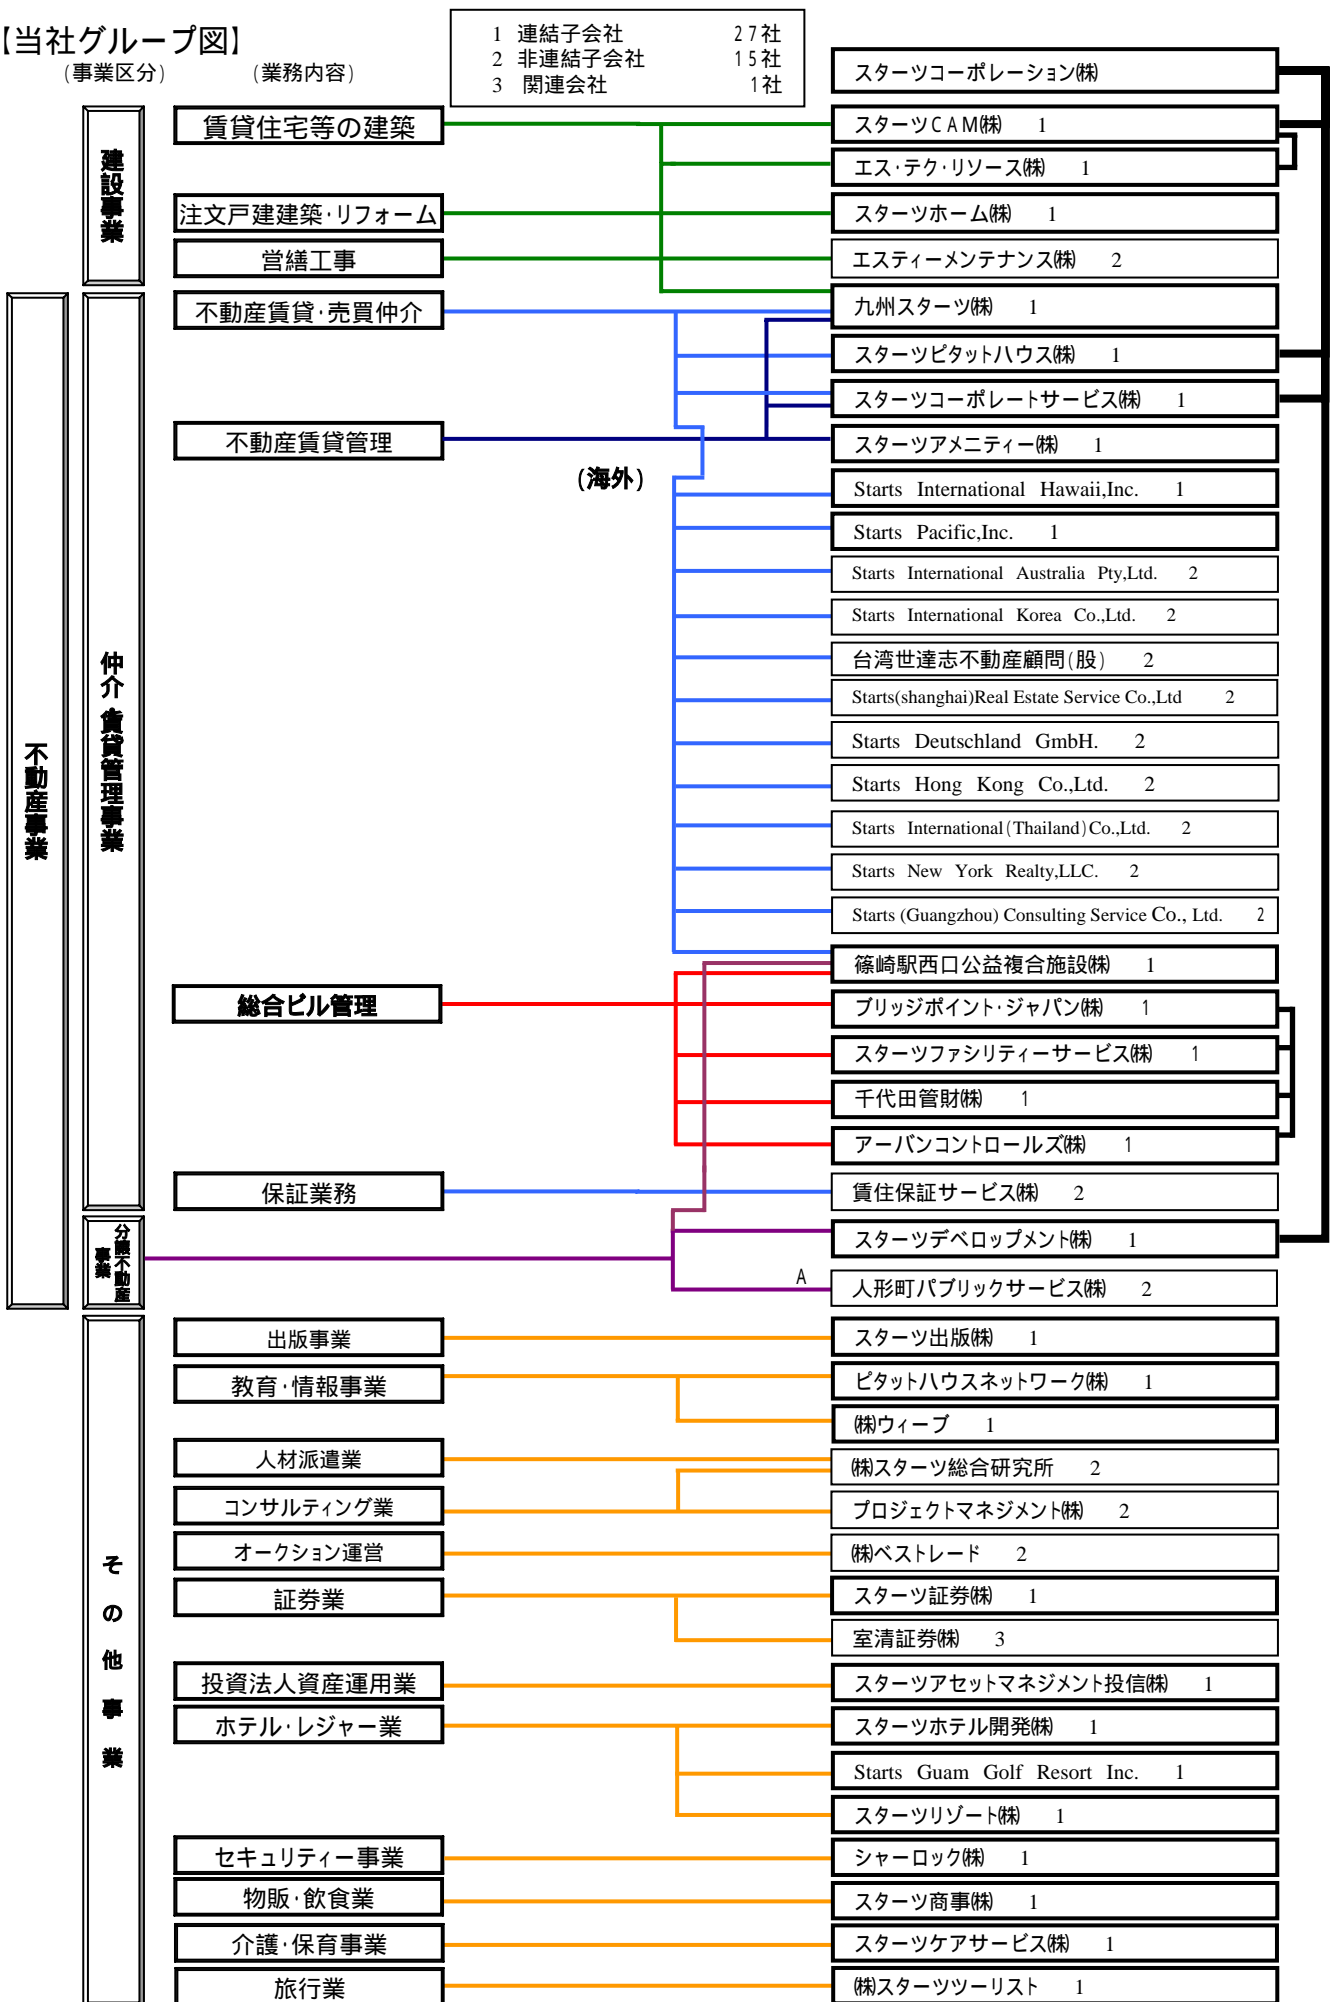 【当社グループ図】
(事業区分)
(業務内容)
1 連結子会社 27社
2 非連結子会社 15社
3 関連会社 1社
スターツコーポレーション㈱
建設事業
賃貸住宅等の建築
スターツCAM㈱ 1
エス・テク・リソース㈱ 1
注文戸建建築・リフォーム
スターツホーム㈱ 1
営繕工事
エスティーメンテナンス㈱ 2
不動産事業
仲介・賃貸管理事業
不動産賃貸・売買仲介
九州スターツ㈱ 1
スターツピタットハウス㈱ 1
スターツコーポレートサービス㈱ 1
不動産賃貸管理
スターツアメニティー㈱ 1
(海外)
Starts International Hawaii,Inc. 1
Starts Pacific,Inc. 1
Starts International Australia Pty,Ltd. 2
Starts International Korea Co.,Ltd. 2
台湾世達志不動産顧問(股) 2
Starts(shanghai)Real Estate Service Co.,Ltd 2
Starts Deutschland GmbH. 2
Starts Hong Kong Co.,Ltd. 2
Starts International(Thailand)Co.,Ltd. 2
Starts New York Realty,LLC. 2
Starts (Guangzhou) Consulting Service Co., Ltd. 2
篠崎駅西口公益複合施設㈱ 1
総合ビル管理
ブリッジポイント・ジャパン㈱ 1
スターツファシリティーサービス㈱ 1
千代田管財㈱ 1
アーバンコントロールズ㈱ 1
保証業務
賃住保証サービス㈱ 2
分譲不動産
事業
スターツデベロップメント㈱ 1
A
人形町パブリックサービス㈱ 2
その他事業
出版事業
スターツ出版㈱ 1
教育・情報事業
ピタットハウスネットワーク㈱ 1
㈱ウィーブ 1
人材派遣業
㈱スターツ総合研究所 2
コンサルティング業
プロジェクトマネジメント㈱ 2
オークション運営
㈱ベストレード 2
証券業
スターツ証券㈱ 1
室清証券㈱ 3
投資法人資産運用業
スターツアセットマネジメント投信㈱ 1
ホテル・レジャー業
スターツホテル開発㈱ 1
Starts Guam Golf Resort Inc. 1
スターツリゾート㈱ 1
セキュリティー事業
シャーロック㈱ 1
物販・飲食業
スターツ商事㈱ 1
介護・保育事業
スターツケアサービス㈱ 1
旅行業
㈱スターツツーリスト 1